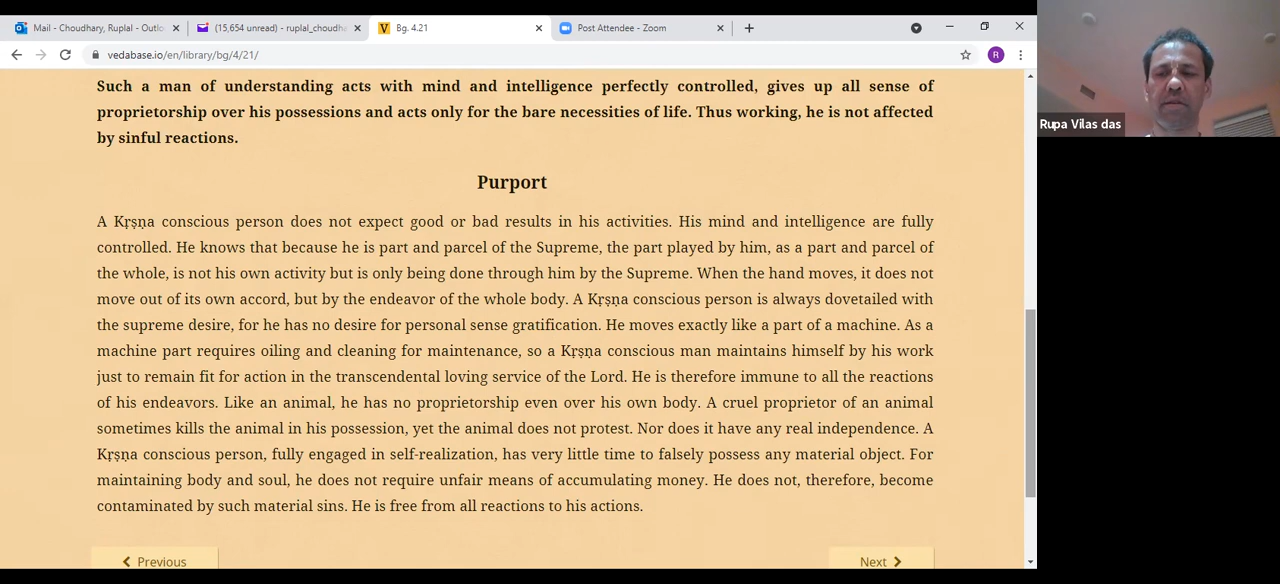 Mail - Choudhary, Ruplal - Outlo
(15,654 unread) - ruplal_choudha
Bg. 4.21
Post Attendee - Zoom
vedabase.io/en/library/bg/4/21/
R
Such a man of understanding acts with mind and intelligence perfectly controlled, gives up all sense of
proprietorship over his possessions and acts only for the bare necessities of life. Thus working, he is not affected
by sinful reactions.
Purport
A Kṛṣṇa conscious person does not expect good or bad results in his activities. His mind and intelligence are fully
controlled. He knows that because he is part and parcel of the Supreme, the part played by him, as a part and parcel of
the whole, is not his own activity but is only being done through him by the Supreme. When the hand moves, it does not
move out of its own accord, but by the endeavor of the whole body. A Kṛṣṇa conscious person is always dovetailed with
the supreme desire, for he has no desire for personal sense gratification. He moves exactly like a part of a machine. As a
machine part requires oiling and cleaning for maintenance, so a Kṛṣṇa conscious man maintains himself by his work
just to remain fit for action in the transcendental loving service of the Lord. He is therefore immune to all the reactions
of his endeavors. Like an animal, he has no proprietorship even over his own body. A cruel proprietor of an animal
sometimes kills the animal in his possession, yet the animal does not protest. Nor does it have any real independence. A
Kṛṣṇa conscious person, fully engaged in self-realization, has very little time to falsely possess any material object. For
maintaining body and soul, he does not require unfair means of accumulating money. He does not, therefore, become
contaminated by such material sins. He is free from all reactions to his actions.
Previous
Next
Rupa Vilas das